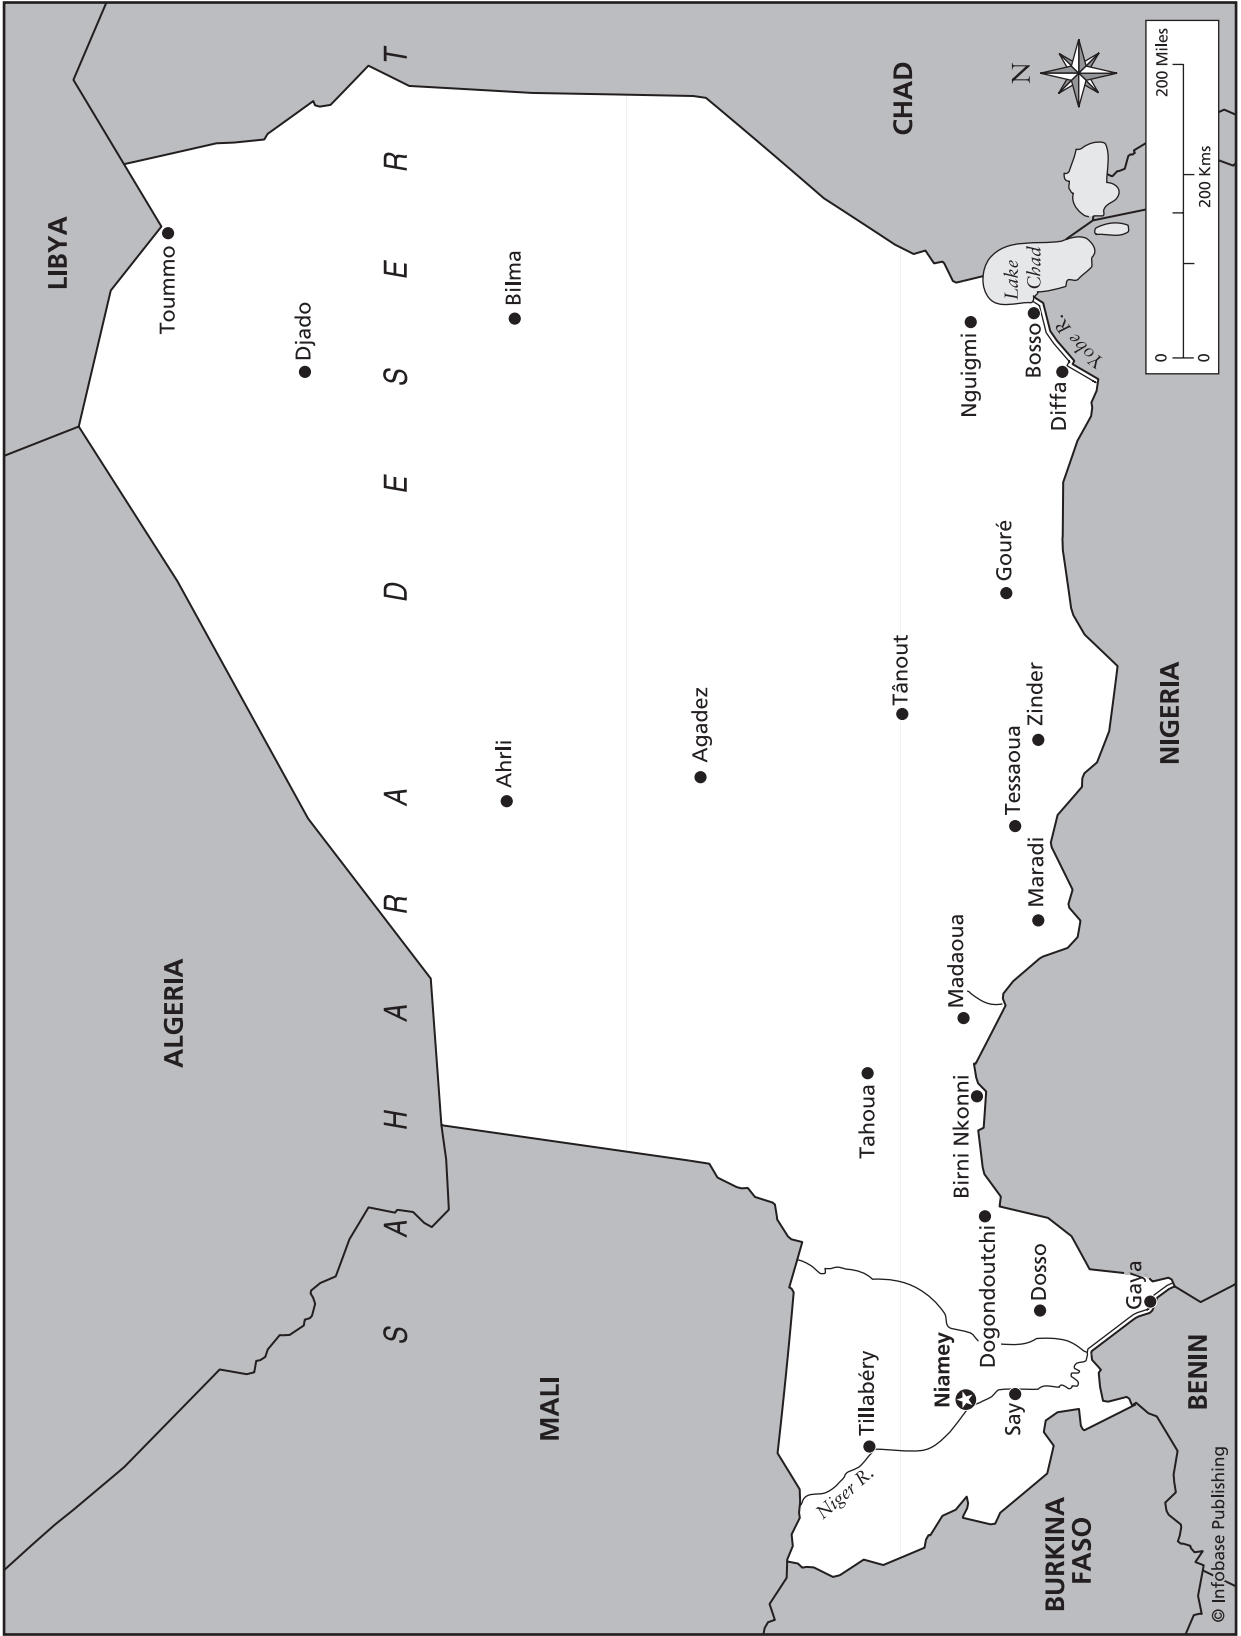 LIBYA
ALGERIA
Toummo
Djado
SAHARA DESERT
Bilma
Ahrli
CHAD
MALI
Agadez
Tânout
Tahoua
Tillabéry
Niger R.
Niamey
Madaoua
Nguigmi
Lake
Chad
N
Birni Nkonni
Dogondoutchi
Gouré
Tessaoua
Zinder
Maradi
Bosso
Diffa
Yobe R.
Say
Dosso
Gaya
BURKINA
FASO
BENIN
NIGERIA
0 200 Miles
0 200 Kms
© Infobase Publishing